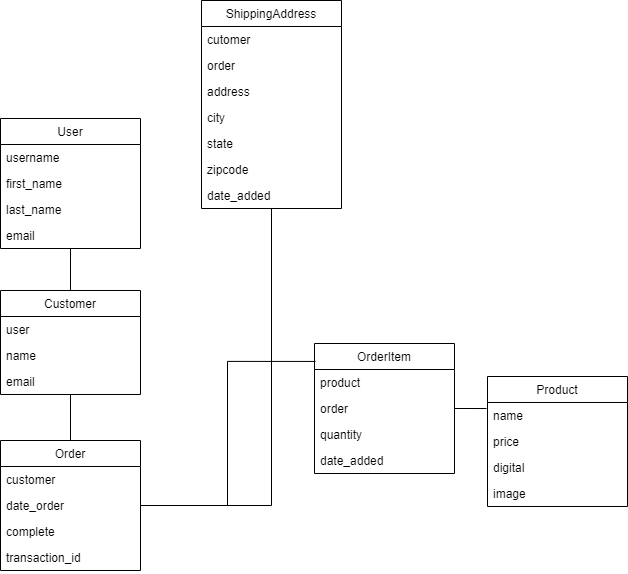 ShippingAddress
cutomer
order
address
city
state
zipcode
date_added
User
username
first_name
last_name
email
Customer
user
name
email
Order
customer
date_order
complete
transaction_id
OrderItem
product
order
quantity
date_added
Product
name
price
digital
image